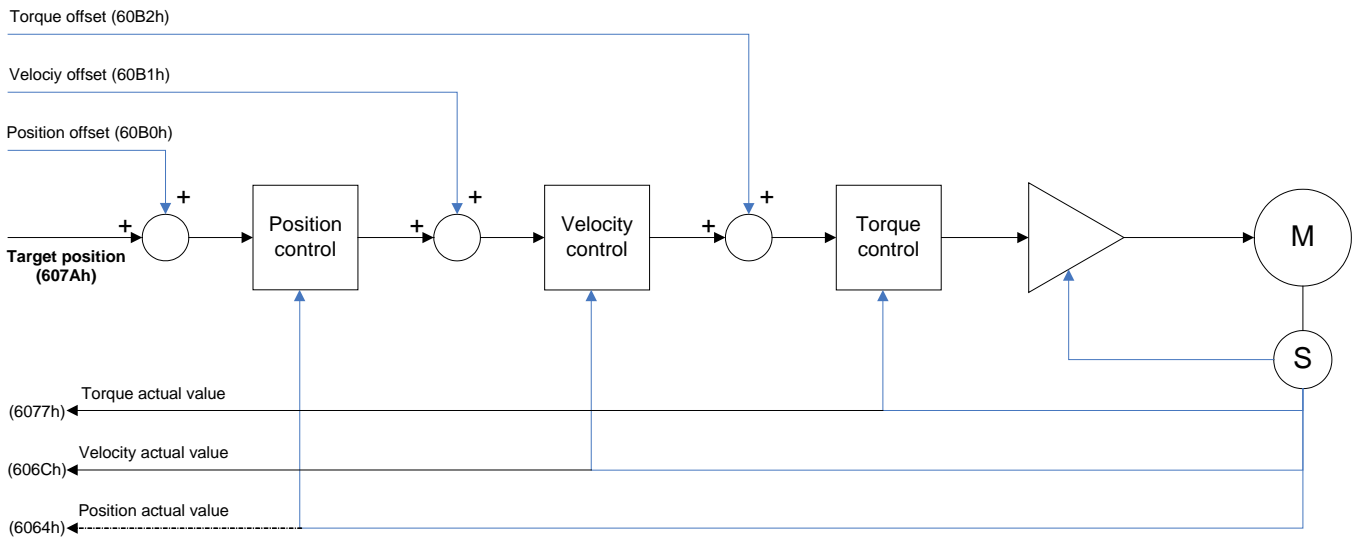 Torque offset (60B2h)
Velociy offset (60B1h)
Position offset (60B0h)
+
+
+
+
+
+
Target position
(607Ah)
Position
control
Velocity
control
Torque
control
M
S
Torque actual value
(6077h)
Velocity actual value
(606Ch)
Position actual value
(6064h)